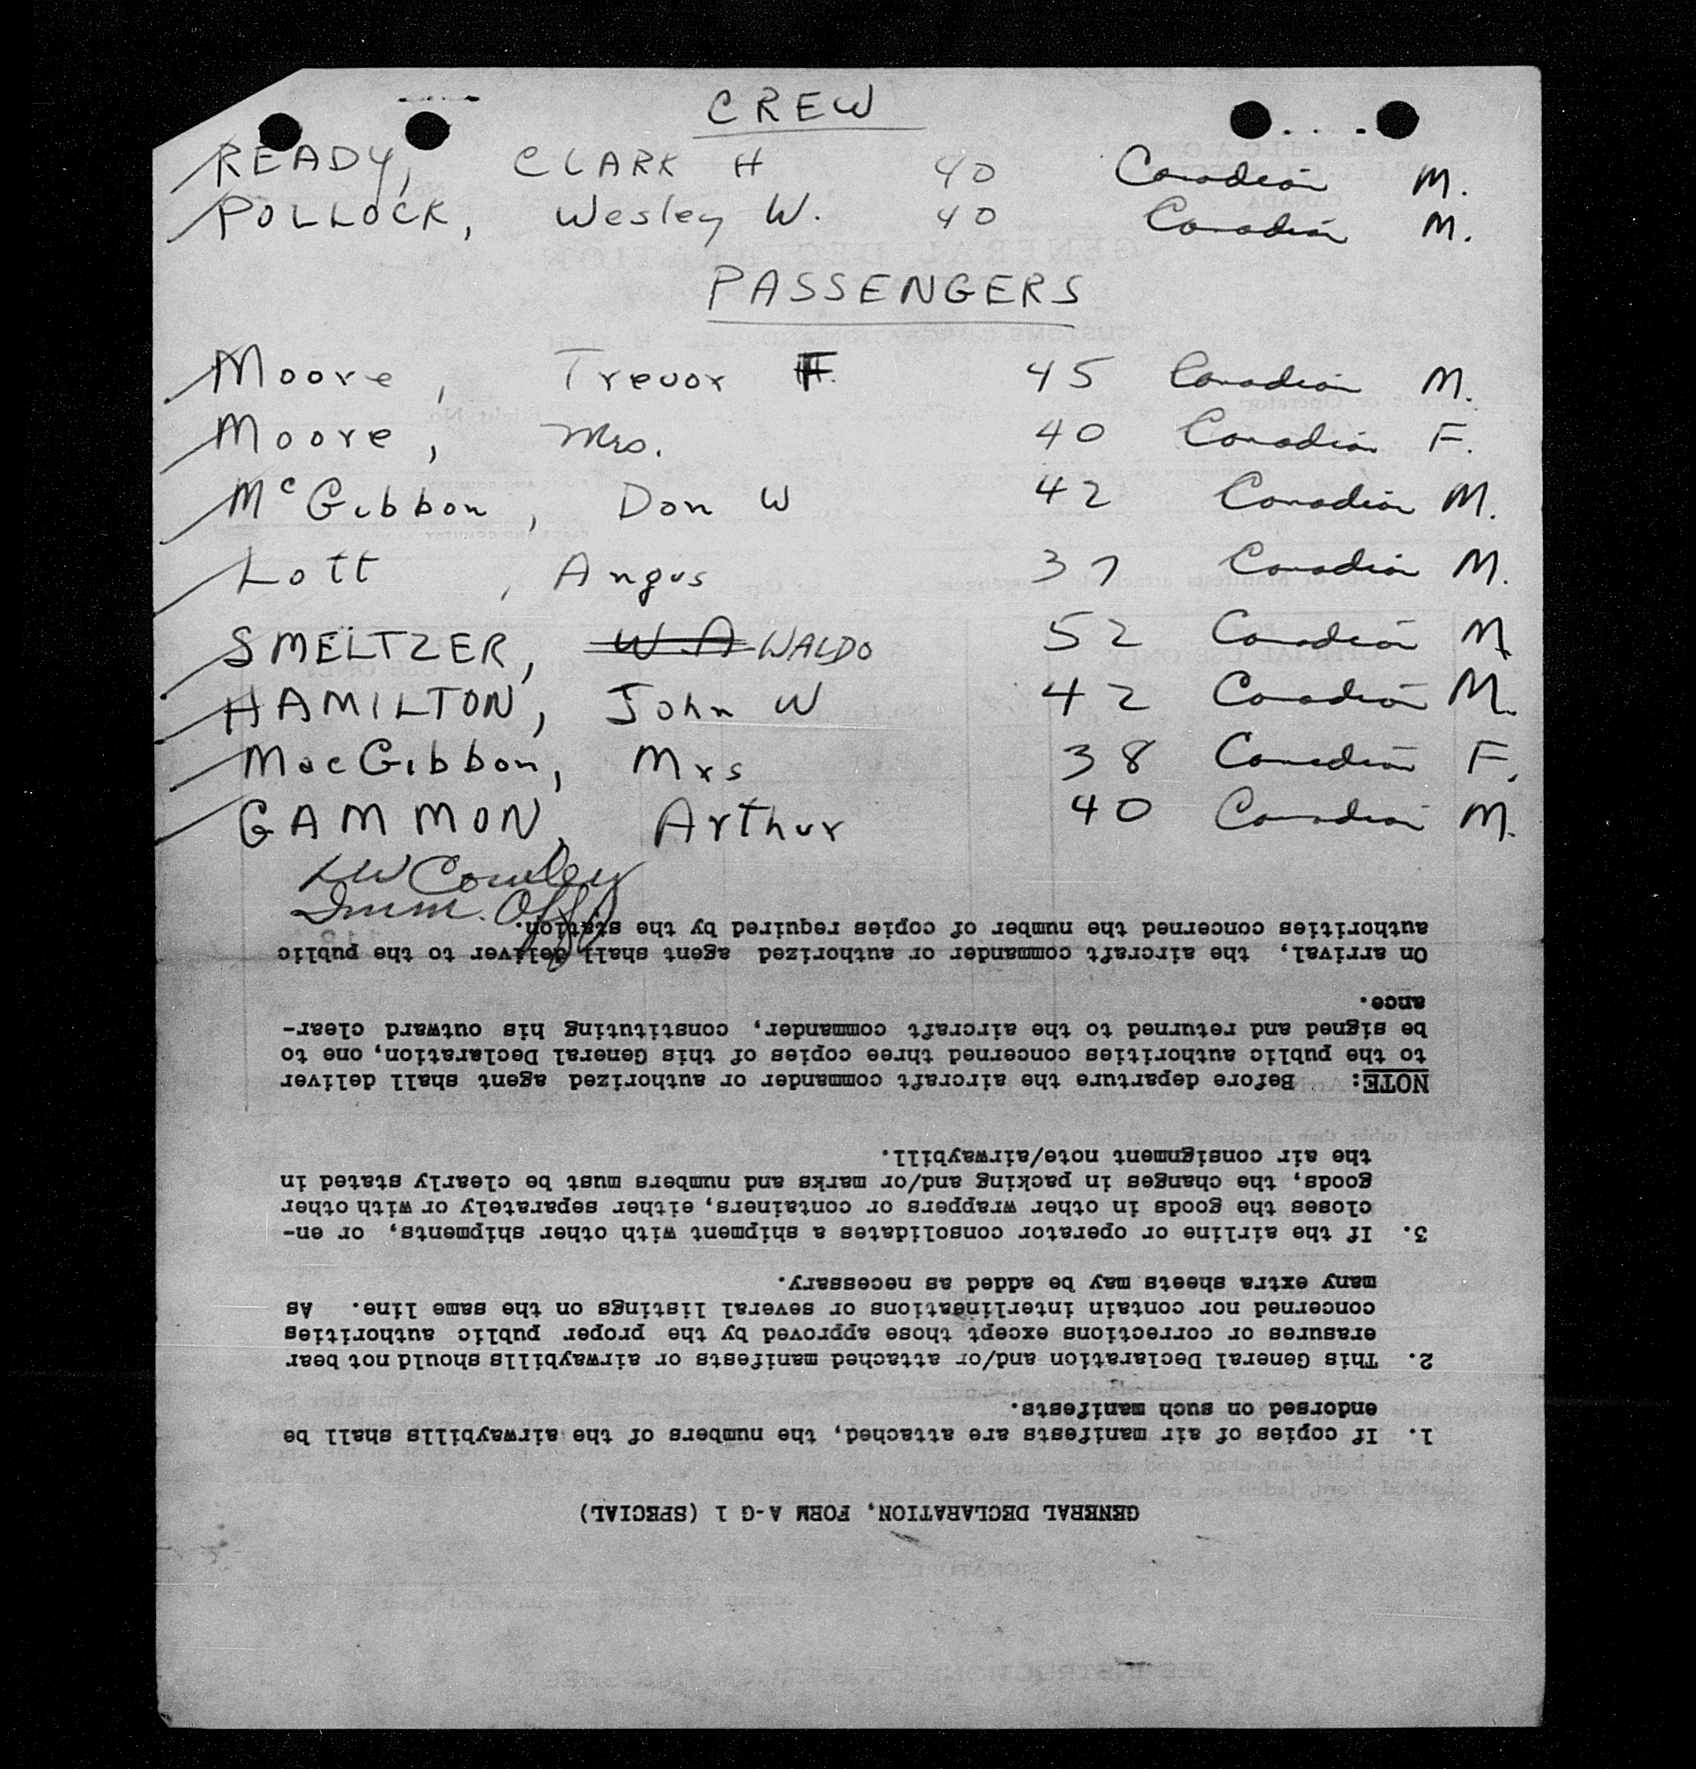 CREW
READY, CLARK H 40 Canadian M.
POLLOCK, Wesley W. 40 Canadian M.
PASSENGERS
Moore, Trevor F. 45 Canadian M.
Moore, Mrs. 40 Canadian F.
McGibbon, Don W 42 Canadian M.
Lott, Angus 37 Canadian M.
SMELTZER, W A WALDO 52 Canadian M
HAMILTON, John W 42 Canadian M.
MacGibbon, Mrs 38 Canadian F.
GAMMON, Arthur 40 Canadian M.
Imm. Off
GENERAL DECLARATION, FORM A-G 1 (SPECIAL)
1. If copies of air manifests are attached, the numbers of the airwaybills shall be
endorsed on such manifests.
2. This General Declaration and/or attached manifests or airwaybills should not bear
erasures or corrections except those approved by the proper public authorities
concerned nor contain interlineations or several listings on the same line. As
many extra sheets may be added as necessary.
3. If the airline or operator consolidates a shipment with other shipments, or en-
closes the goods in other wrappers or containers, either separately or with other
goods, the changes in packing and/or marks and numbers must be clearly stated in
the air consignment note/airwaybill.
NOTE: Before departure the aircraft commander or authorized agent shall deliver
to the public authorities concerned three copies of this General Declaration, one to
be signed and returned to the aircraft commander, constituting his outward clear-
ance.
On arrival, the aircraft commander or authorized agent shall deliver to the public
authorities concerned the number of copies required by the station.